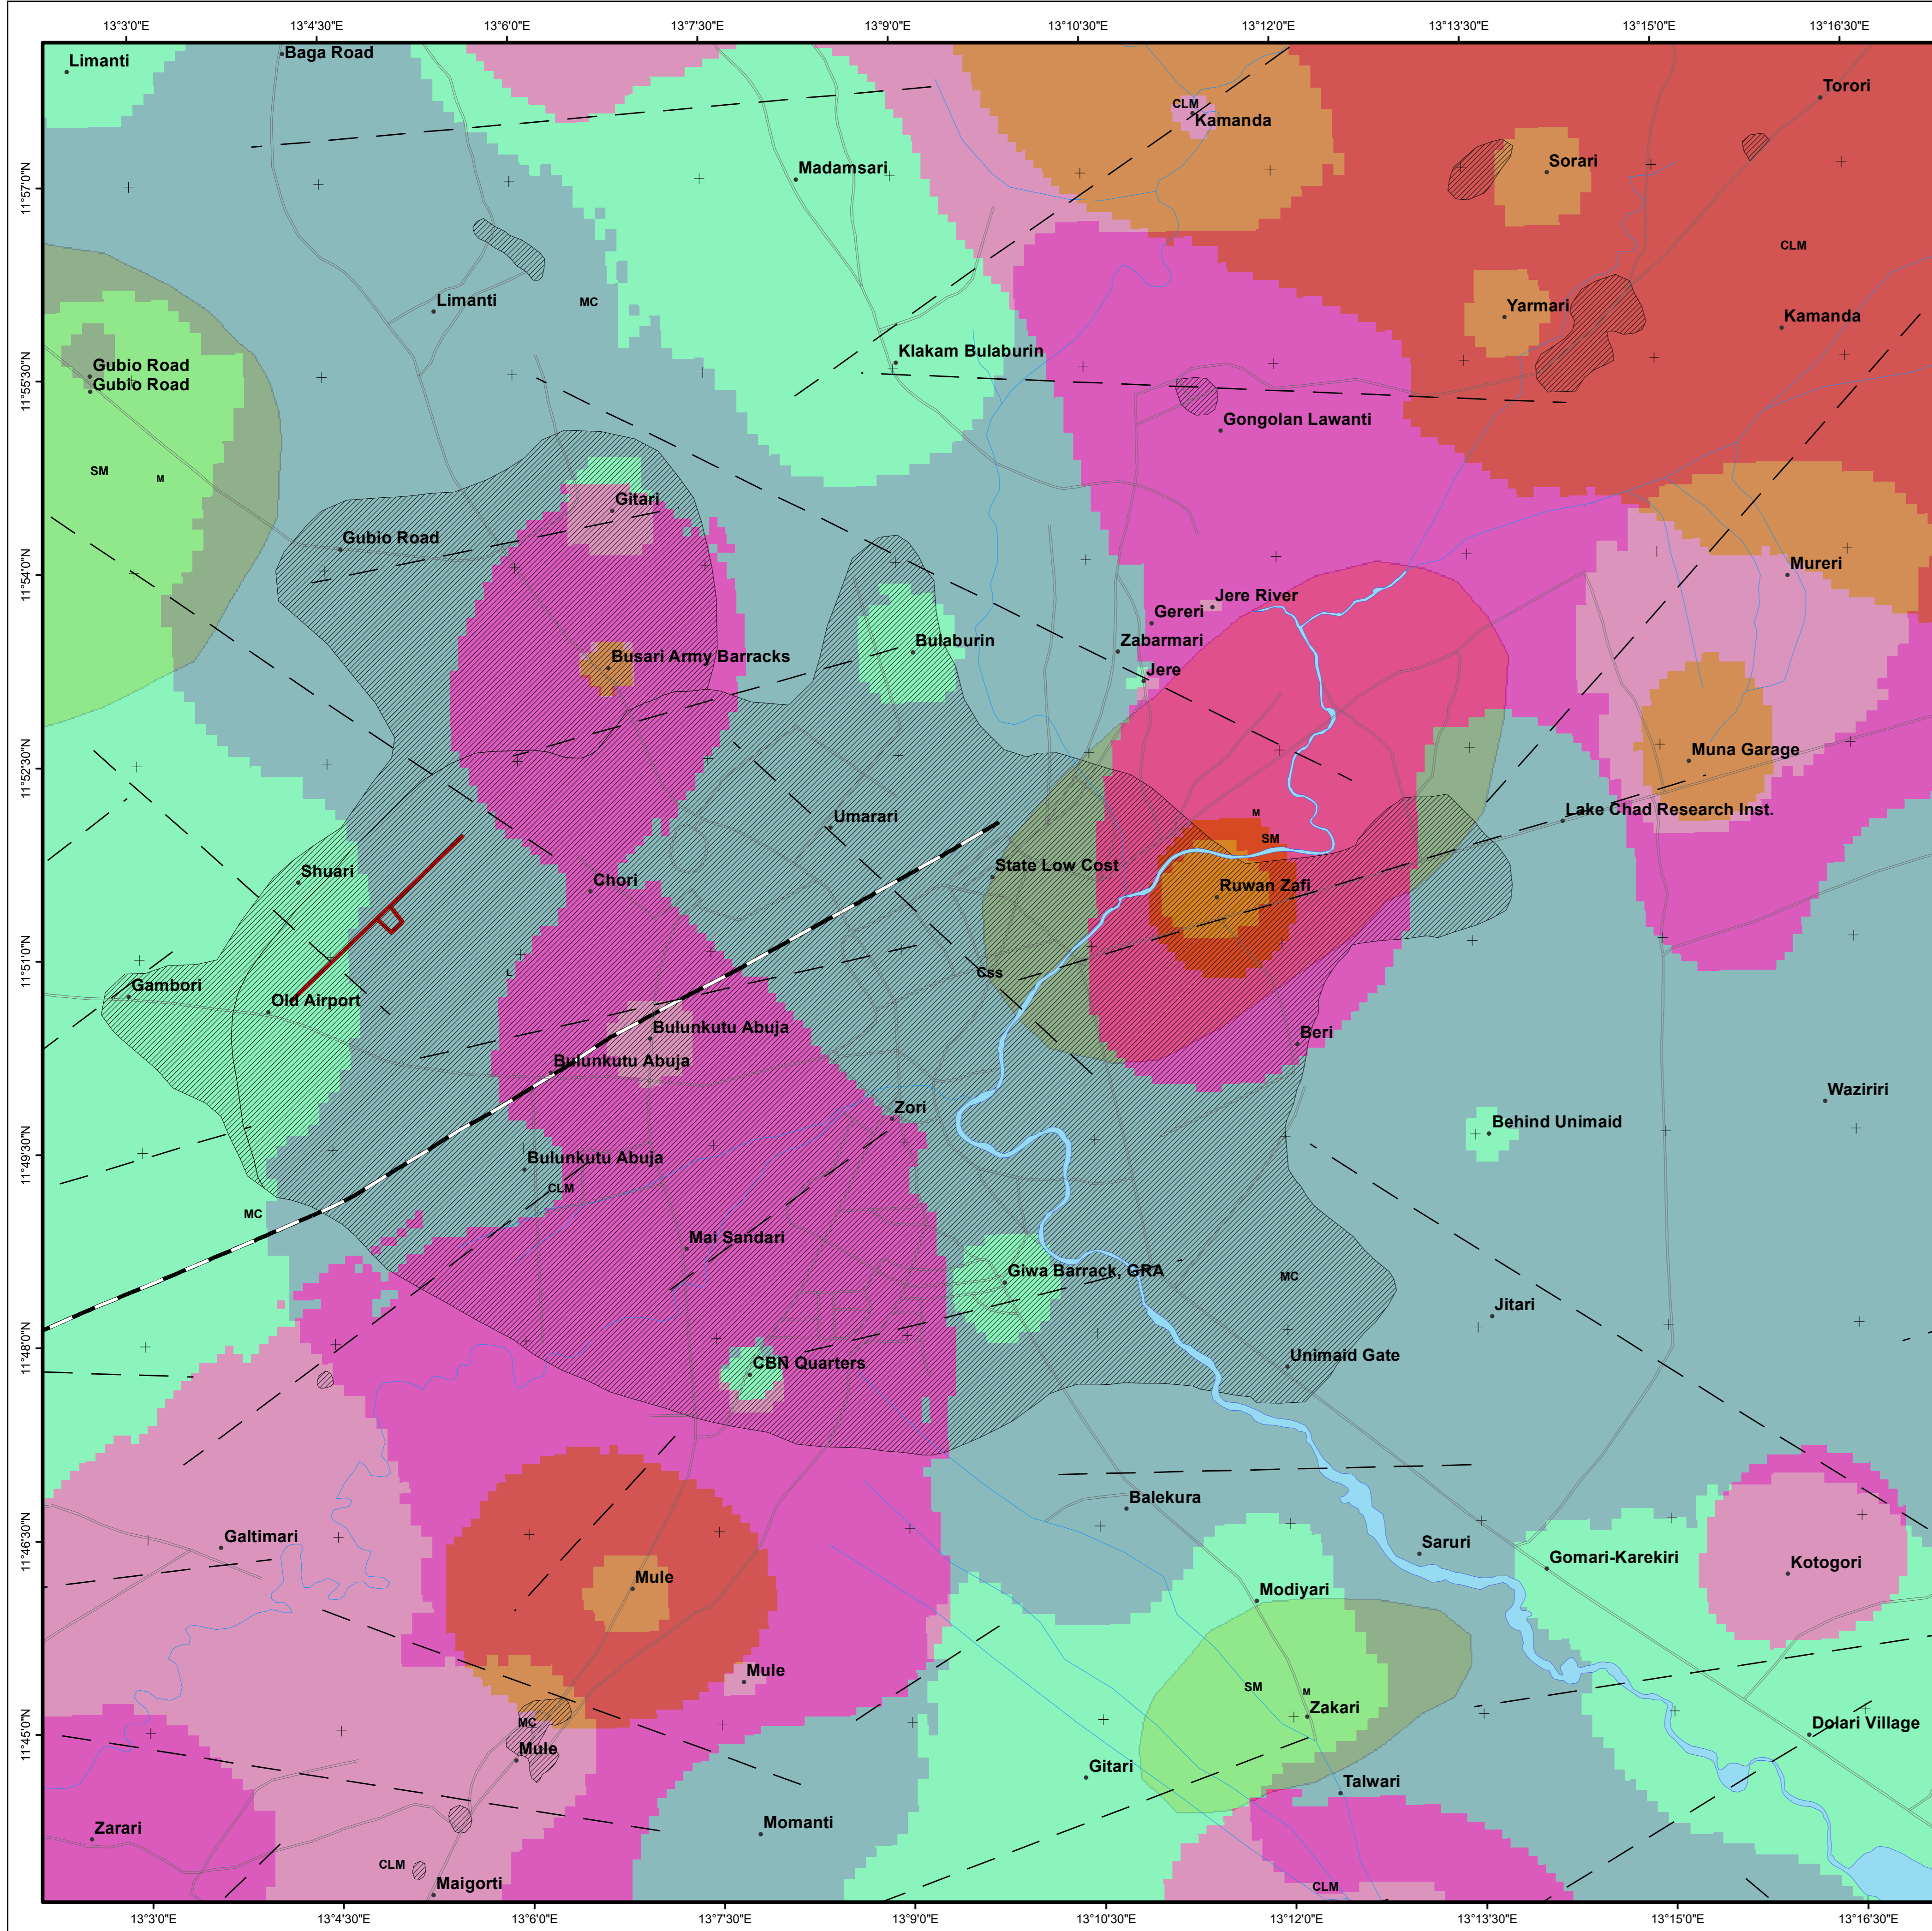 13°3'0"E 13°4'30"E 13°6'0"E 13°7'30"E 13°9'0"E 13°10'30"E 13°12'0"E 13°13'30"E 13°15'0"E 13°16'30"E
Limanti
Baga Road
Torori
CLM
Kamanda
Sorari
Madamsari
11°57'0"N
CLM
Limanti
MC
Yarmari
Kamanda
Klakam Bulaburin
Gubio Road
Gubio Road
11°55'30"N
Gongolan Lawanti
SM
M
Gitari
Gubio Road
Mureri
11°54'0"N
Jere River
Gereri
Zabarmari
Bulaburin
Busari Army Barracks
Jere
Muna Garage
11°52'30"N
Lake Chad Research Inst.
M
Umarari
SM
State Low Cost
Shuari
Chori
Ruwan Zafi
L
Css
11°51'0"N
Gambori
Old Airport
Bulunkutu Abuja
Beri
Bulunkutu Abuja
Waziriri
Zori
Behind Unimaid
11°49'30"N
Bulunkutu Abuja
CLM
MC
Mai Sandari
Giwa Barrack, GRA
MC
Jitari
11°48'0"N
Unimaid Gate
CBN Quarters
Balekura
Galtimari
11°46'30"N
Saruri
Gomari-Karekiri
Kotogori
Mule
Modiyari
Mule
SM
M
Zakari
MC
Dolari Village
11°45'0"N
Mule
Gitari
Talwari
Momanti
Zarari
CLM
Maigorti
CLM
13°3'0"E 13°4'30"E 13°6'0"E 13°7'30"E 13°9'0"E 13°10'30"E 13°12'0"E 13°13'30"E 13°15'0"E 13°16'30"E